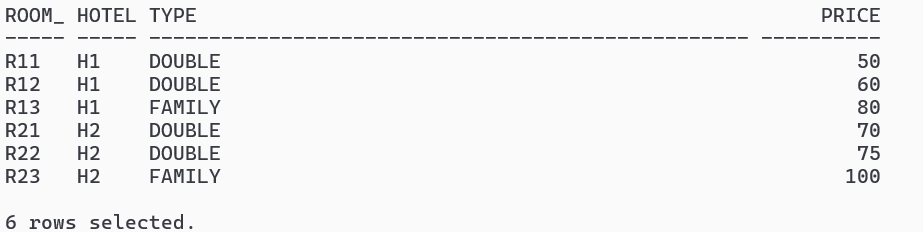 ROOM_ HOTEL TYPE                                                    PRICE
----- ----- -------------------------------------------------- ----------
R11   H1    DOUBLE                                                     50
R12   H1    DOUBLE                                                     60
R13   H1    FAMILY                                                     80
R21   H2    DOUBLE                                                     70
R22   H2    DOUBLE                                                     75
R23   H2    FAMILY                                                    100

6 rows selected.